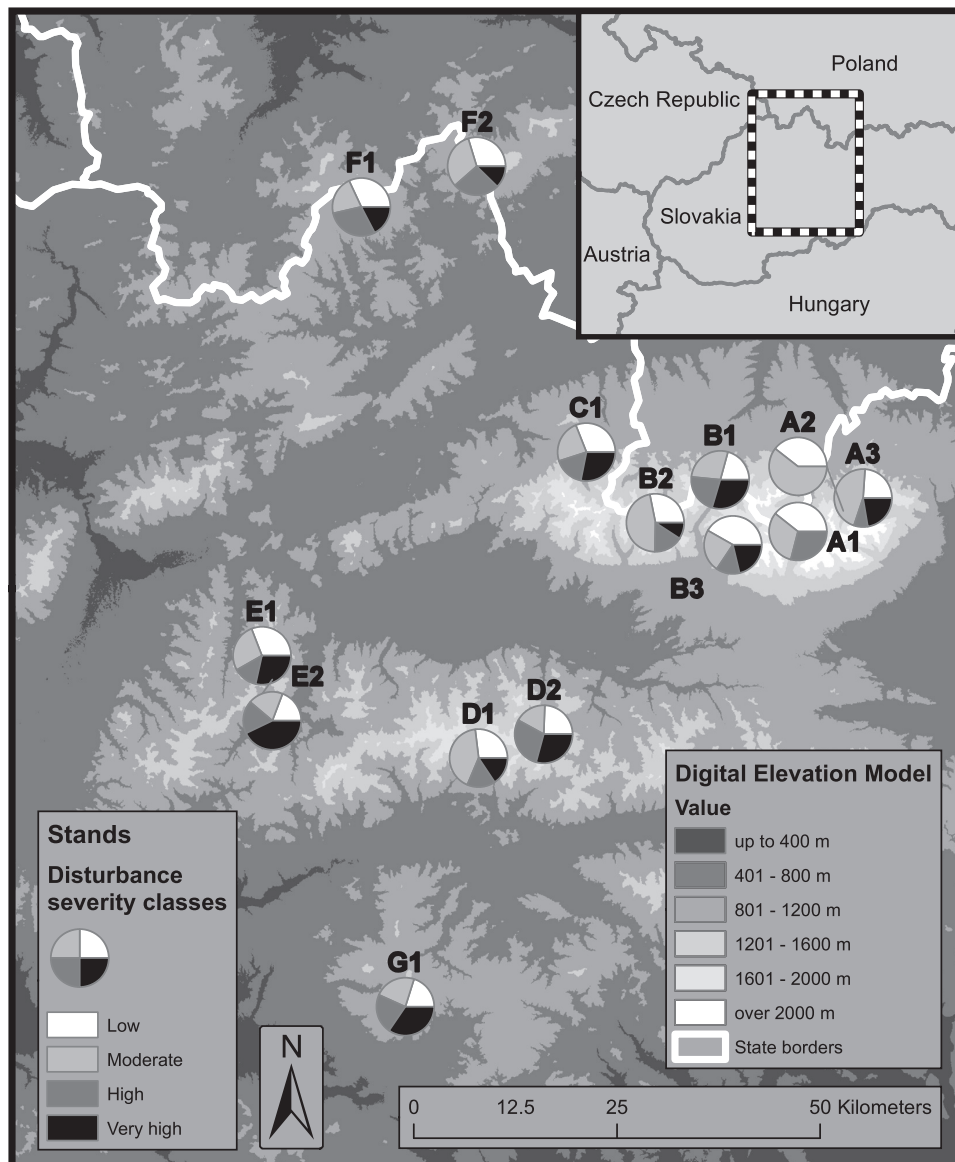 Poland
Czech Republic
Slovakia
Austria
Hungary
F2
F1
C1
A2
B1
A3
B2
A1
B3
E1
E2
D2
D1
G1
Stands
Disturbance
severity classes
Low
Moderate
High
Very high
N
Digital Elevation Model
Value
up to 400 m
401 - 800 m
801 - 1200 m
1201 - 1600 m
1601 - 2000 m
over 2000 m
State borders
0 12.5 25 50 Kilometers